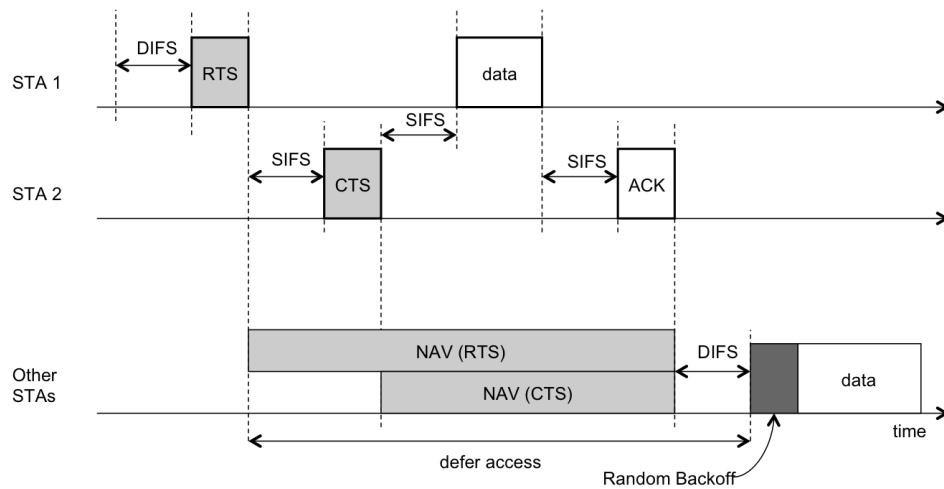 DIFS
RTS
data
STA 1
SIFS
SIFS
CTS
SIFS
ACK
STA 2
NAV (RTS)
DIFS
Other
STAs
NAV (CTS)
data
time
defer access
Random Backoff